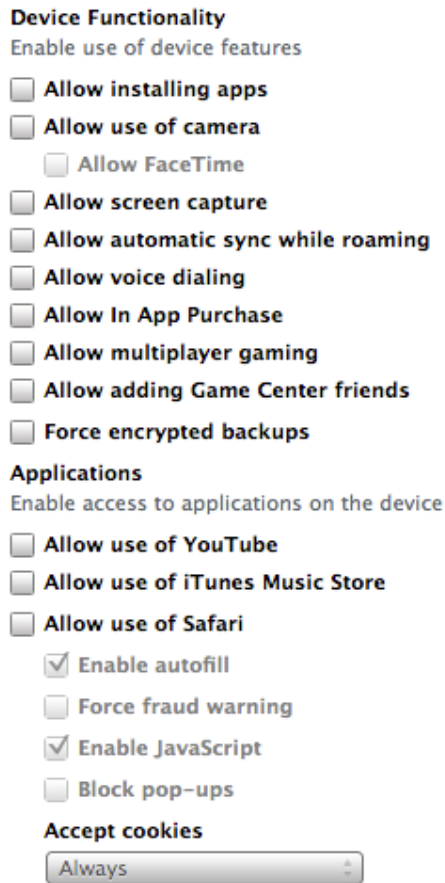 Device Functionality
Enable use of device features
Allow installing apps
Allow use of camera
Allow FaceTime
Allow screen capture
Allow automatic sync while roaming
Allow voice dialing
Allow In App Purchase
Allow multiplayer gaming
Allow adding Game Center friends
Force encrypted backups
Applications
Enable access to applications on the device
Allow use of YouTube
Allow use of iTunes Music Store
Allow use of Safari
Enable autofill
Force fraud warning
Enable JavaScript
Block pop-ups
Accept cookies
Always